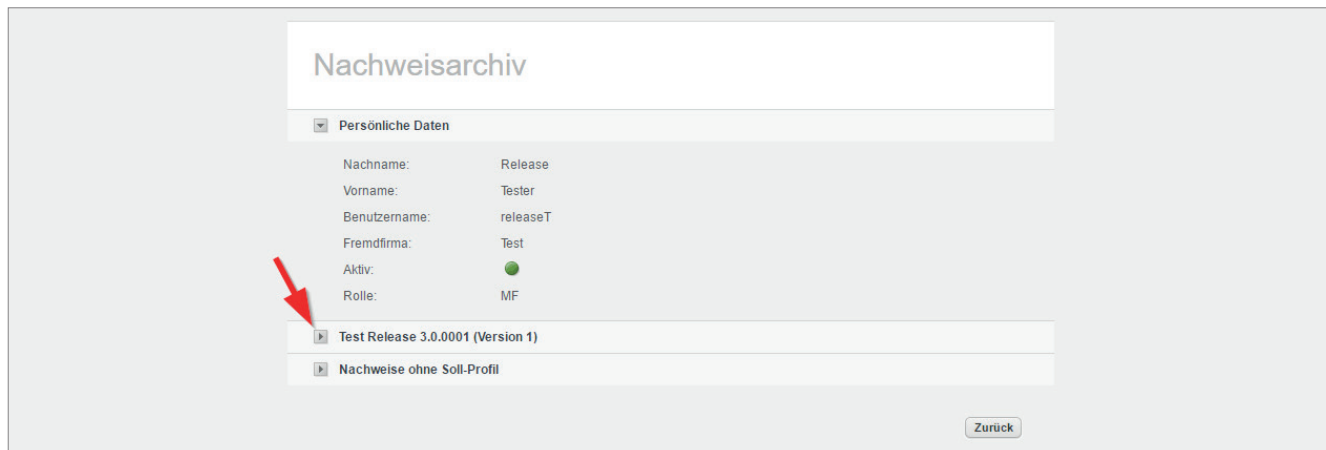 Nachweisarchiv
Persönliche Daten
Nachname: Release
Vorname: Tester
Benutzername: releaseT
Fremdfirma: Test
Aktiv:
Rolle: MF
Test Release 3.0.0001 (Version 1)
Nachweise ohne Soll-Profil
Zurück